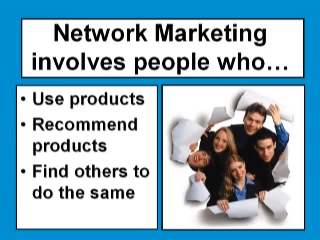 Network Marketing
involves people who…
• Use products
• Recommend
products
• Find others to
do the same